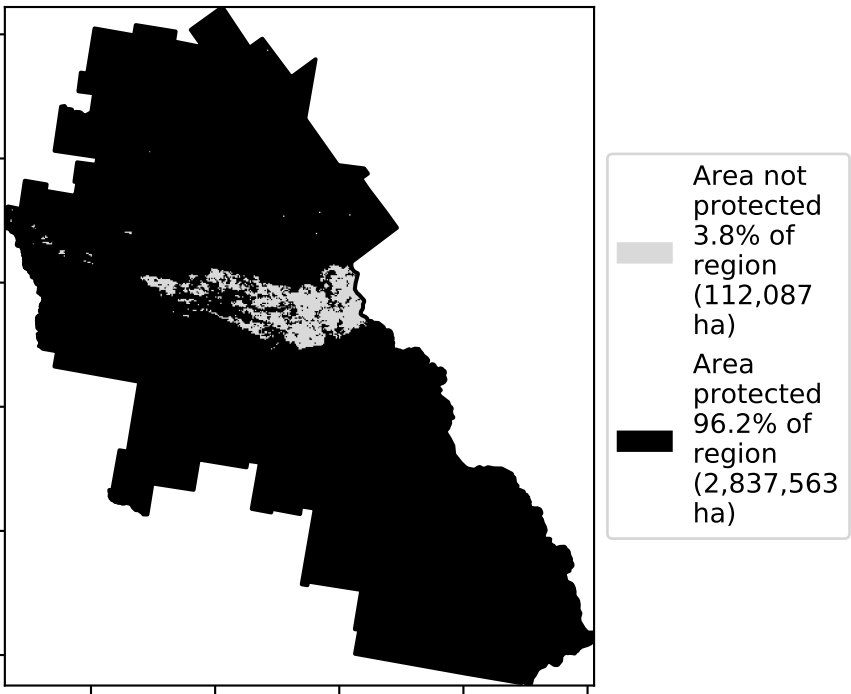 Area not
protected
3.8% of
region
(112,087
ha)
Area
protected
96.2% of
region
(2,837,563
ha)